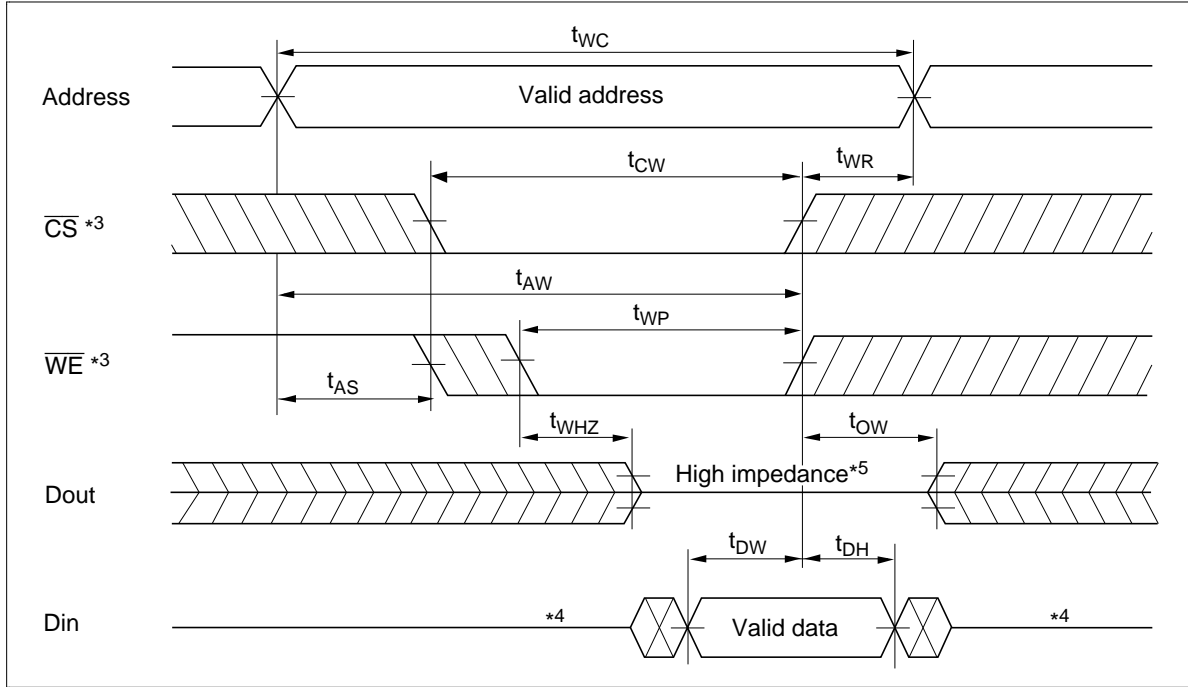 tWC
Address
Valid address
tCW
tWR
CS *3
tAW
tWP
WE *3
tAS
tWHZ
tOW
High impedance*5
Dout
tDW
tDH
Din
*4
Valid data
*4